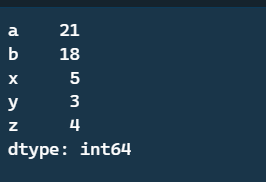 a    21
b    18
x     5
y     3
z     4
dtype: int64